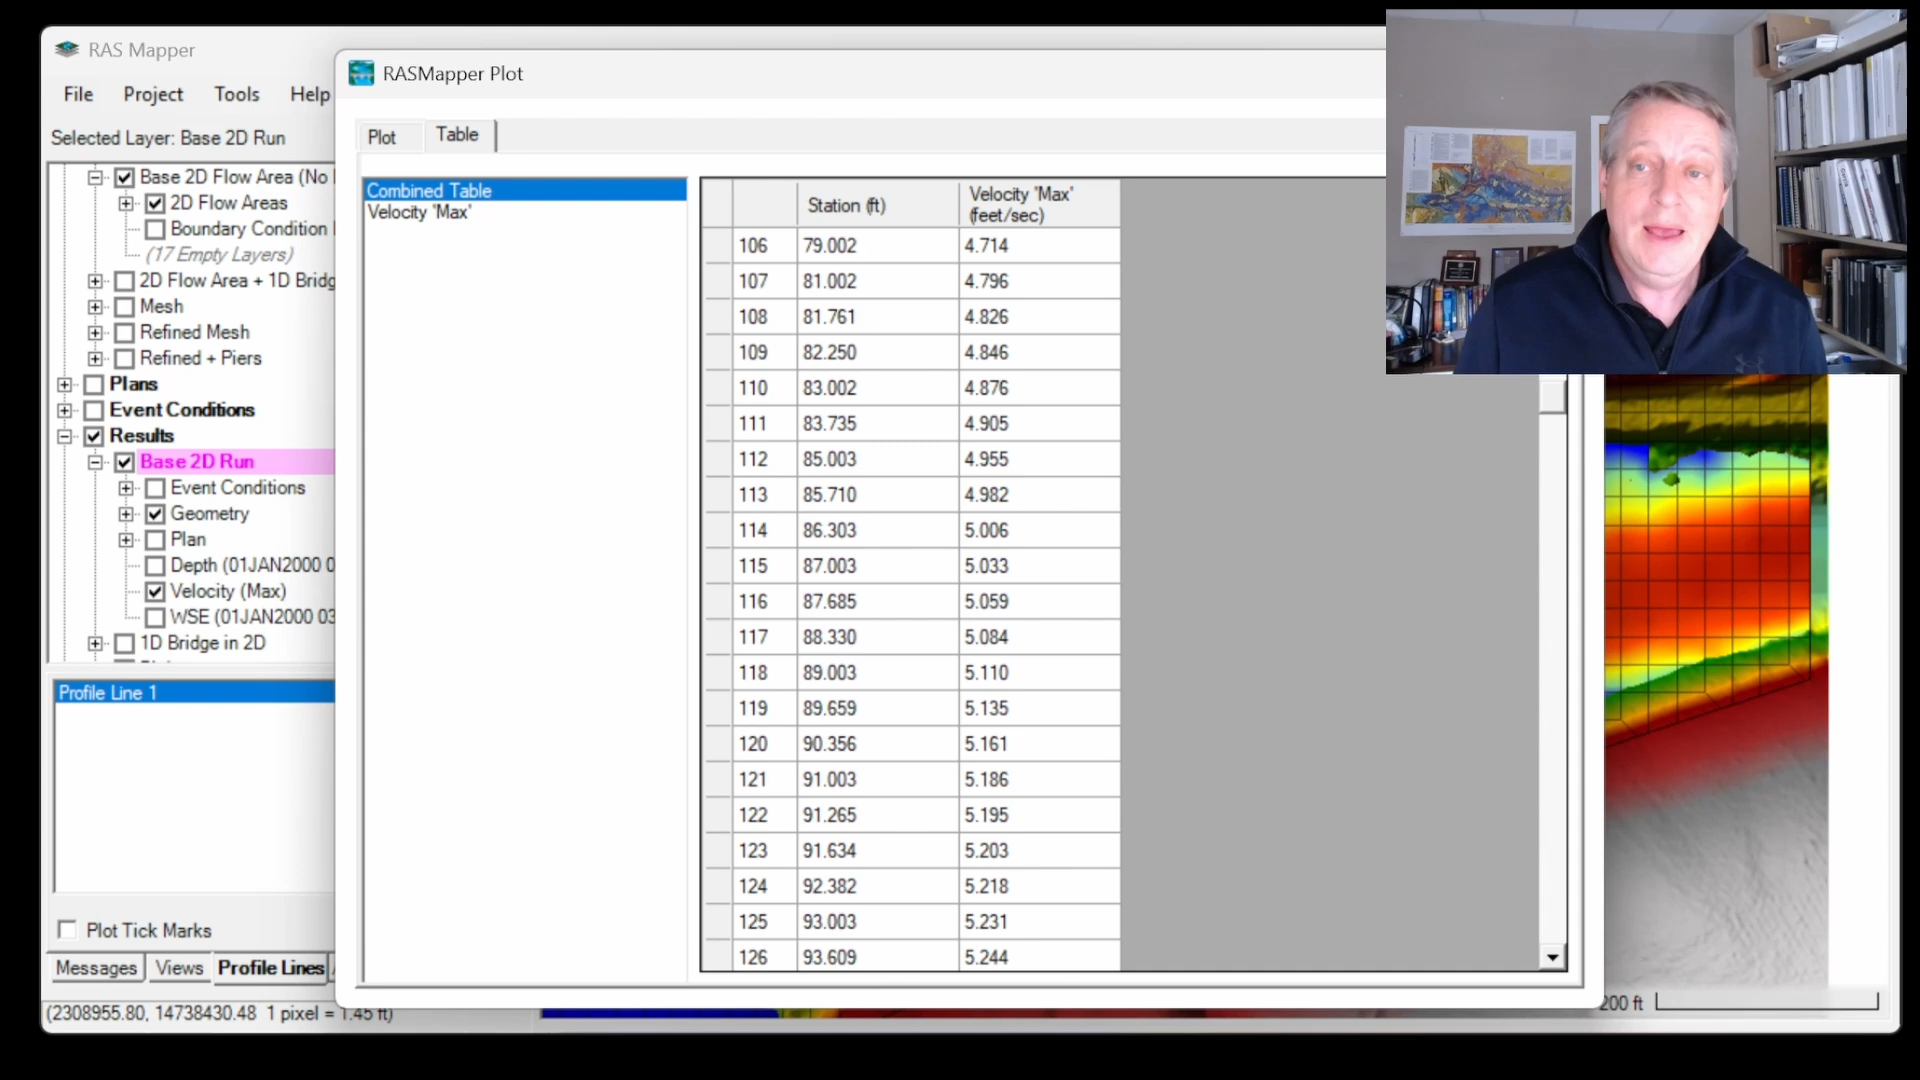 RAS Mapper
File Project Tools Help
Selected Layer: Base 2D Run
Base 2D Flow Area (No
2D Flow Areas
Boundary Condition
(17 Empty Layers)
2D Flow Area + 1D Bridg
Mesh
Refined Mesh
Refined + Piers
Plans
Event Conditions
Results
Base 2D Run
Event Conditions
Geometry
Plan
Depth (01JAN2000 0
Velocity (Max)
WSE (01JAN2000 03
1D Bridge in 2D
Profile Line 1
Plot Tick Marks
Messages Views Profile Lines
(2308955.80, 14738430.48 1 pixel = 1.45 ft)
RASMapper Plot
Plot Table
Combined Table
Velocity 'Max'
Station (ft) Velocity 'Max' (feet/sec)
106 79.002 4.714
107 81.002 4.796
108 81.761 4.826
109 82.250 4.846
110 83.002 4.876
111 83.735 4.905
112 85.003 4.955
113 85.710 4.982
114 86.303 5.006
115 87.003 5.033
116 87.685 5.059
117 88.330 5.084
118 89.003 5.110
119 89.659 5.135
120 90.356 5.161
121 91.003 5.186
122 91.265 5.195
123 91.634 5.203
124 92.382 5.218
125 93.003 5.231
126 93.609 5.244
200 ft